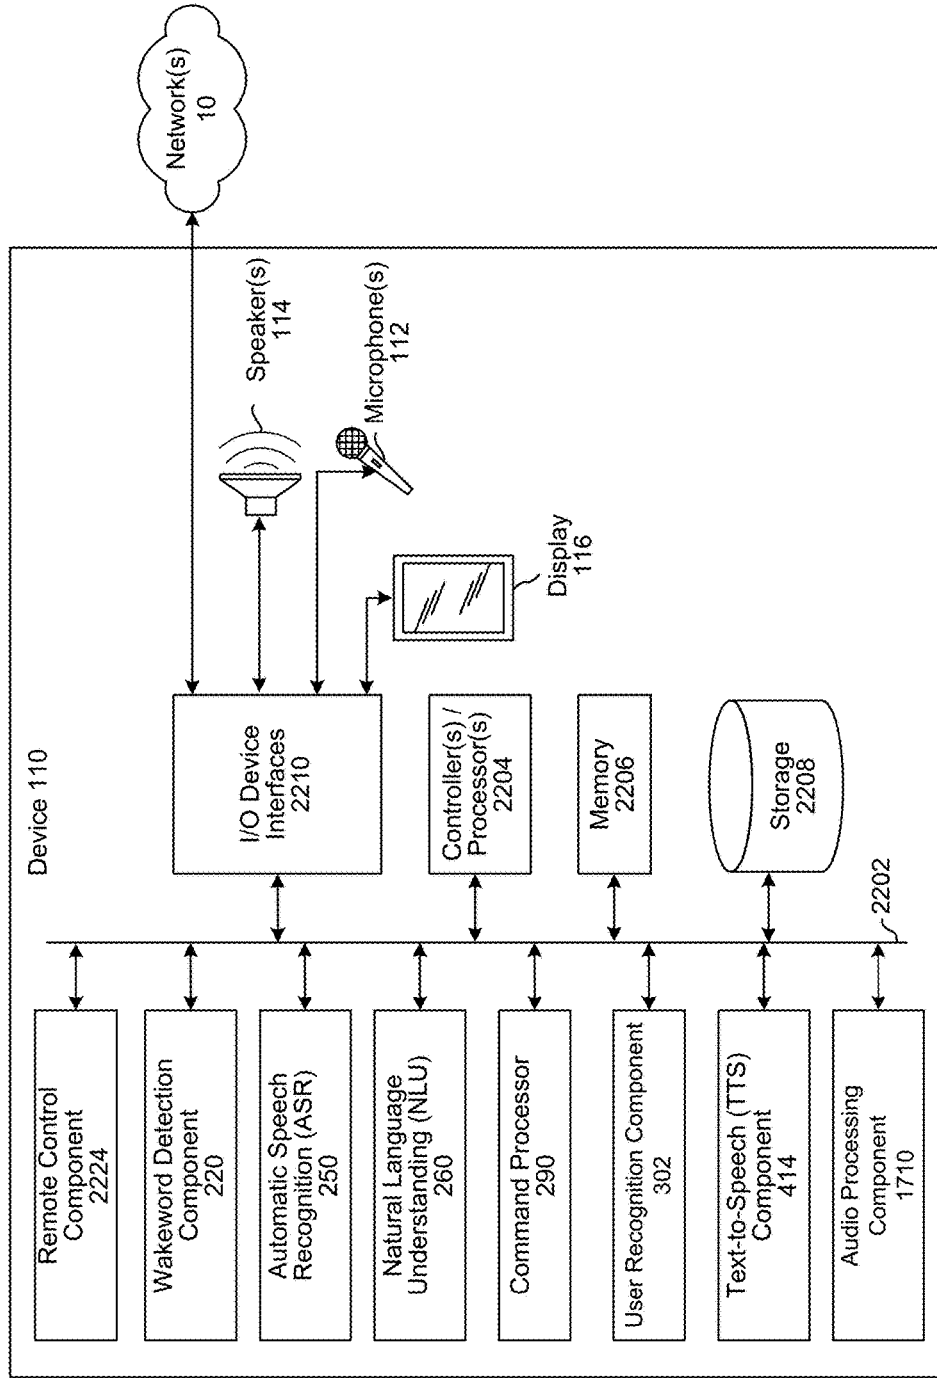 Device 110
Network(s)
10
Speaker(s)
114
Microphone(s)
112
Display
116
I/O Device
Interfaces
2210
Controller(s) /
Processor(s)
2204
Memory
2206
Storage
2208
2202
Remote Control
Component
2224
Wakeword Detection
Component
220
Automatic Speech
Recognition (ASR)
250
Natural Language
Understanding (NLU)
260
Command Processor
290
User Recognition Component
302
Text-to-Speech (TTS)
Component
414
Audio Processing
Component
1710